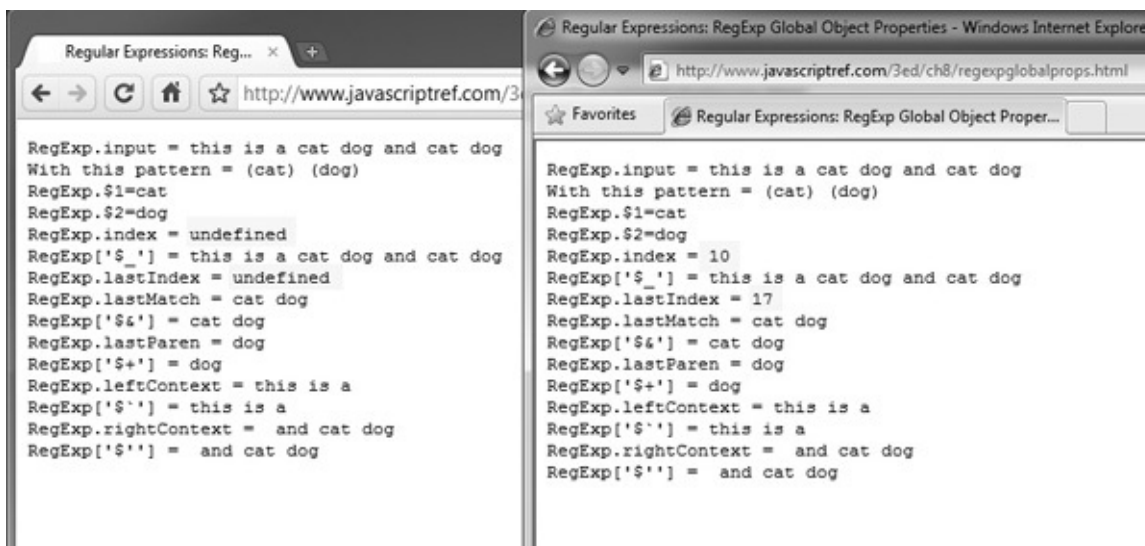 Regular Expressions: Reg...
http://www.javascriptref.com/3
RegExp.input = this is a cat dog and cat dog
With this pattern = (cat) (dog)
RegExp.$1=cat
RegExp.$2=dog
RegExp.index = undefined
RegExp['$_'] = this is a cat dog and cat dog
RegExp.lastIndex = undefined
RegExp.lastMatch = cat dog
RegExp['$&'] = cat dog
RegExp.lastParen = dog
RegExp['$+'] = dog
RegExp.leftContext = this is a
RegExp['$`'] = this is a
RegExp.rightContext =  and cat dog
RegExp['$''] =  and cat dog
Regular Expressions: RegExp Global Object Properties - Windows Internet Explore
http://www.javascriptref.com/3ed/ch8/regexpglobalprops.html
Favorites
Regular Expressions: RegExp Global Object Proper...
RegExp.input = this is a cat dog and cat dog
With this pattern = (cat) (dog)
RegExp.$1=cat
RegExp.$2=dog
RegExp.index = 10
RegExp['$_'] = this is a cat dog and cat dog
RegExp.lastIndex = 17
RegExp.lastMatch = cat dog
RegExp['$&'] = cat dog
RegExp.lastParen = dog
RegExp['$+'] = dog
RegExp.leftContext = this is a
RegExp['$`'] = this is a
RegExp.rightContext =  and cat dog
RegExp['$''] =  and cat dog